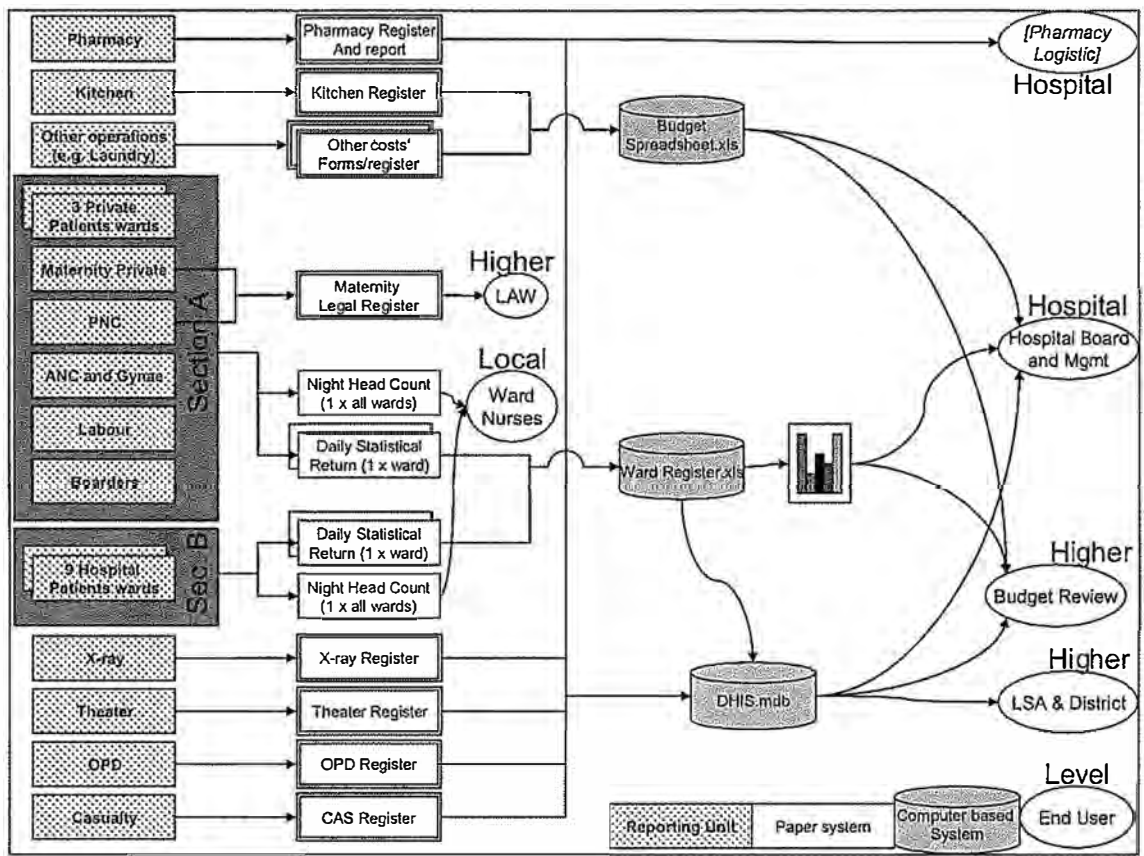 Pharmacy
Pharmacy Register
And report
[Pharmacy
Logistic]
Hospital
Kitchen
Kitchen Register
Other operations
(e.g. Laundry)
Other costs'
Forms/register
Budget
Spreadsheet.xls
3 Private
Patients wards
Maternity Private
PNC
ANC and Gynae
Labour
Boarders
Section A
Maternity
Legal Register
Higher
LAW
Hospital
Hospital Board
and Mgmt
Local
Ward
Nurses
Night Head Count
(1 x all wards)
Daily Statistical
Return (1 x ward)
Ward Register.xls
9 Hospital
Patients wards
Sec. B
Daily Statistical
Return (1 x ward)
Night Head Count
(1 x all wards)
Higher
Budget Review
X-ray
X-ray Register
Higher
LSA & District
Theater
Theater Register
DHIS.mdb
OPD
OPD Register
Casualty
CAS Register
Reporting Unit
Paper system
Computer based
System
Level
End User